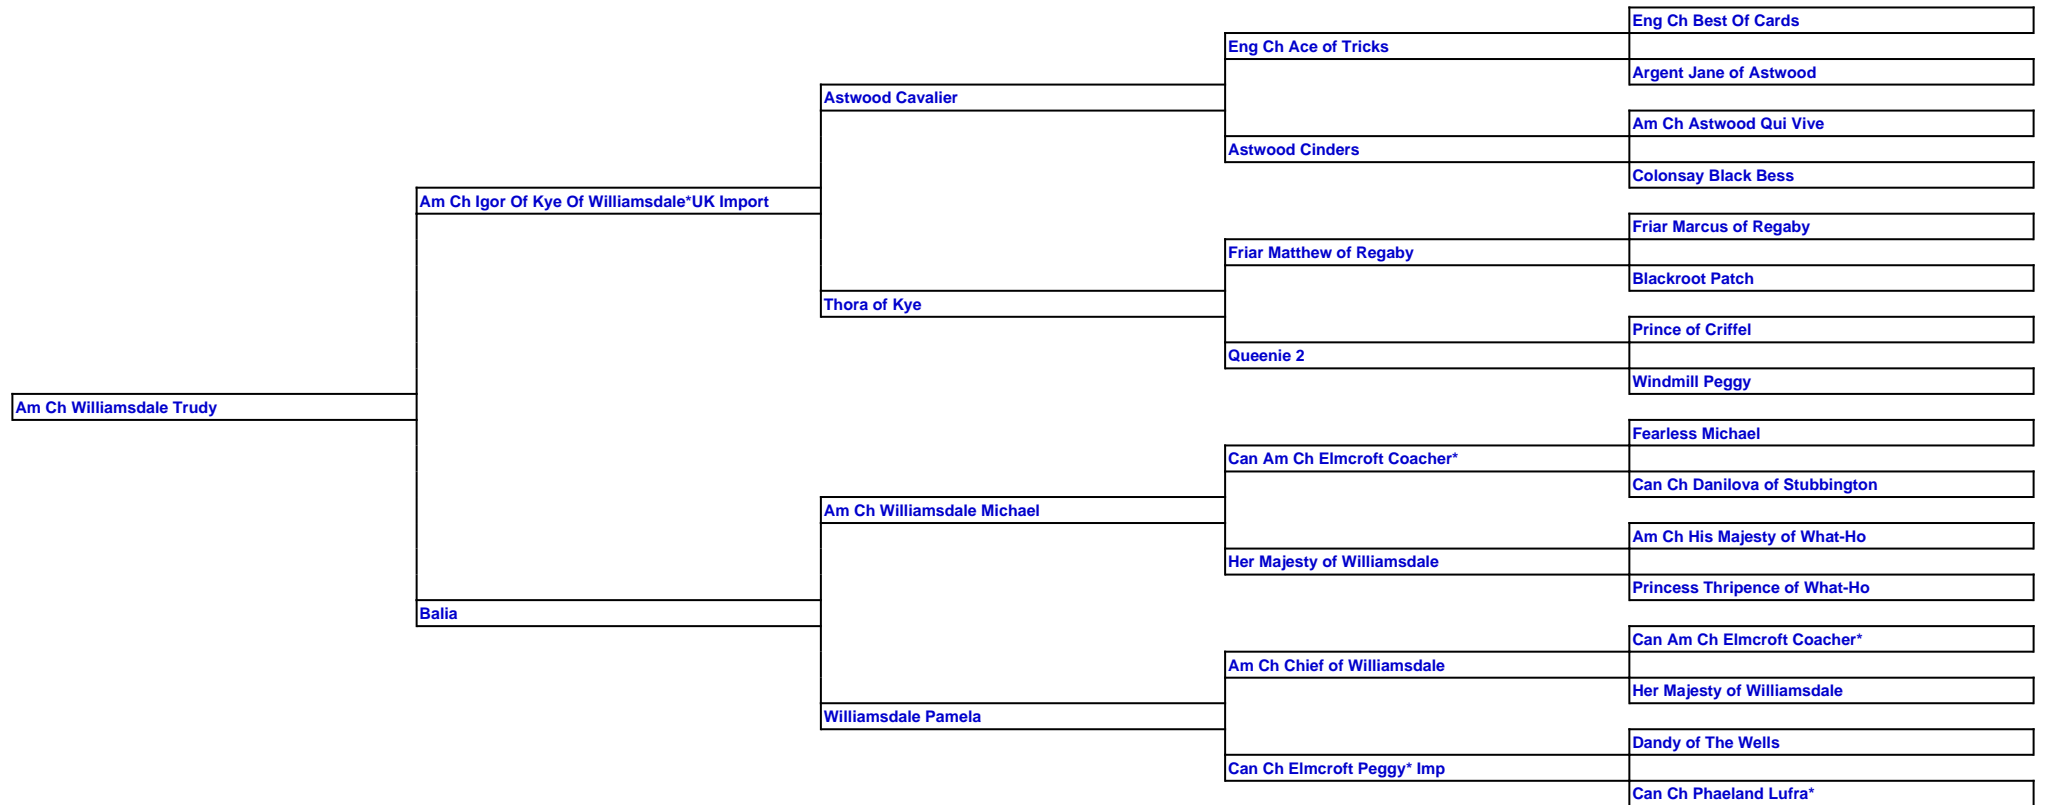 Eng Ch Best Of Cards
Eng Ch Ace of Tricks
Argent Jane of Astwood
Astwood Cavalier
Am Ch Astwood Qui Vive
Astwood Cinders
Colonsay Black Bess
Am Ch Igor Of Kye Of Williamsdale*UK Import
Friar Marcus of Regaby
Friar Matthew of Regaby
Blackroot Patch
Thora of Kye
Prince of Criffel
Queenie 2
Windmill Peggy
Am Ch Williamsdale Trudy
Fearless Michael
Can Am Ch Elmcroft Coacher*
Can Ch Danilova of Stubbington
Am Ch Williamsdale Michael
Am Ch His Majesty of What-Ho
Her Majesty of Williamsdale
Princess Thripence of What-Ho
Balia
Can Am Ch Elmcroft Coacher*
Am Ch Chief of Williamsdale
Her Majesty of Williamsdale
Williamsdale Pamela
Dandy of The Wells
Can Ch Elmcroft Peggy* Imp
Can Ch Phaeland Lufra*